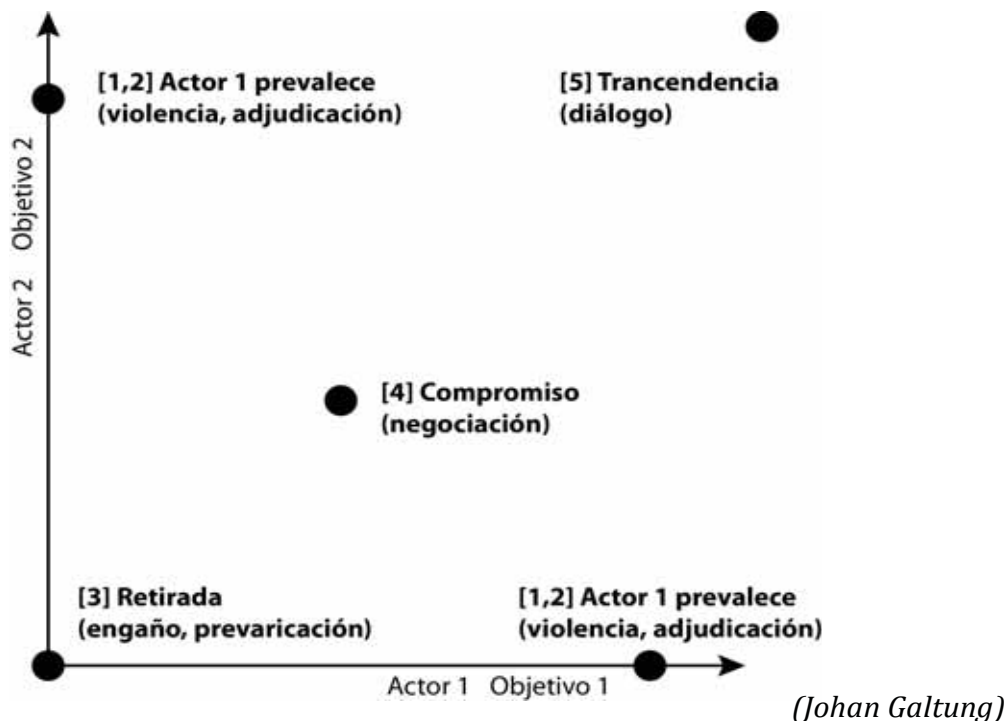 [1,2] Actor 1 prevalece
(violencia, adjudicación)
[5] Trancendencia
(diálogo)
Actor 2   Objetivo 2
[4] Compromiso
(negociación)
[3] Retirada
(engaño, prevaricación)
[1,2] Actor 1 prevalece
(violencia, adjudicación)
Actor 1   Objetivo 1
(Johan Galtung)